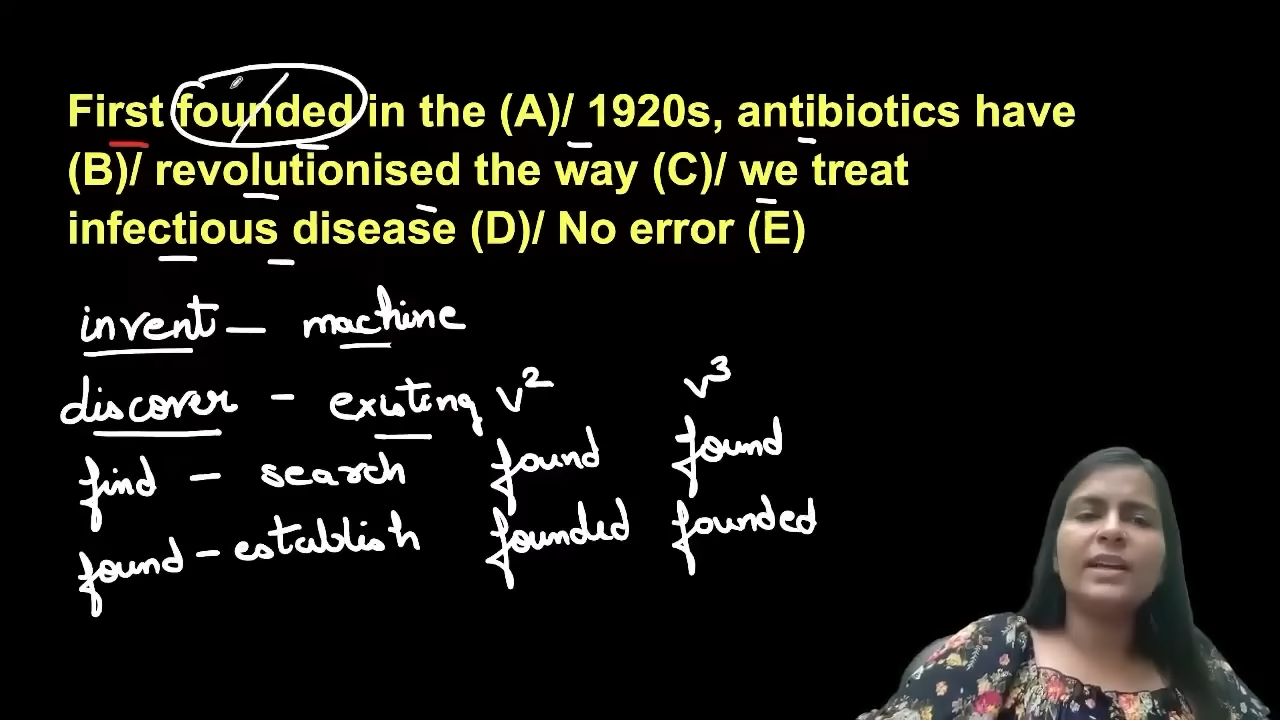 First founded in the (A)/ 1920s, antibiotics have
(B)/ revolutionised the way (C)/ we treat
infectious disease (D)/ No error (E)
invent — machine
discover - existing v2 v3
find - search found found
found - establish founded founded